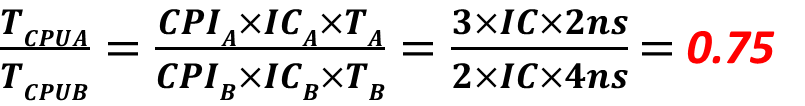 T_CPUA / T_CPUB = CPI_A×IC_A×T_A / CPI_B×IC_B×T_B = 3×IC×2ns / 2×IC×4ns = 0.75